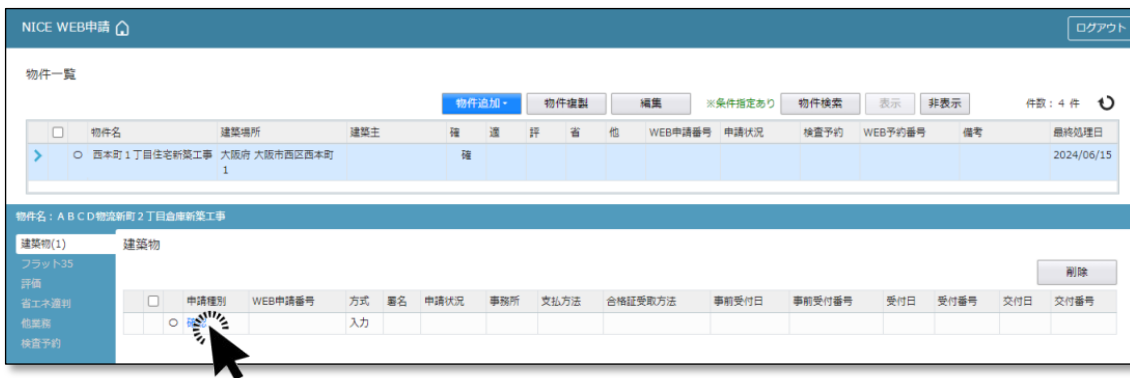 NICE WEB申請
ログアウト
物件一覧
物件追加 物件複製 編集 ※条件指定あり 物件検索 表示 非表示 件数：4 件
物件名 建築場所 建築主 確 適 評 省 他 WEB申請番号 申請状況 検査予約 WEB予約番号 備考 最終処理日
西本町１丁目住宅新築工事 大阪府 大阪市西区西本町 確 2024/06/15
1
物件名：ＡＢＣＤ物流新町２丁目倉庫新築工事
建築物(1) 建築物
フラット35
削除
評価
省エネ適判 申請種別 WEB申請番号 方式 署名 申請状況 事務所 支払方法 合格証受取方法 事前受付日 事前受付番号 受付日 受付番号 交付日 交付番号
他業務 入力
検査予約